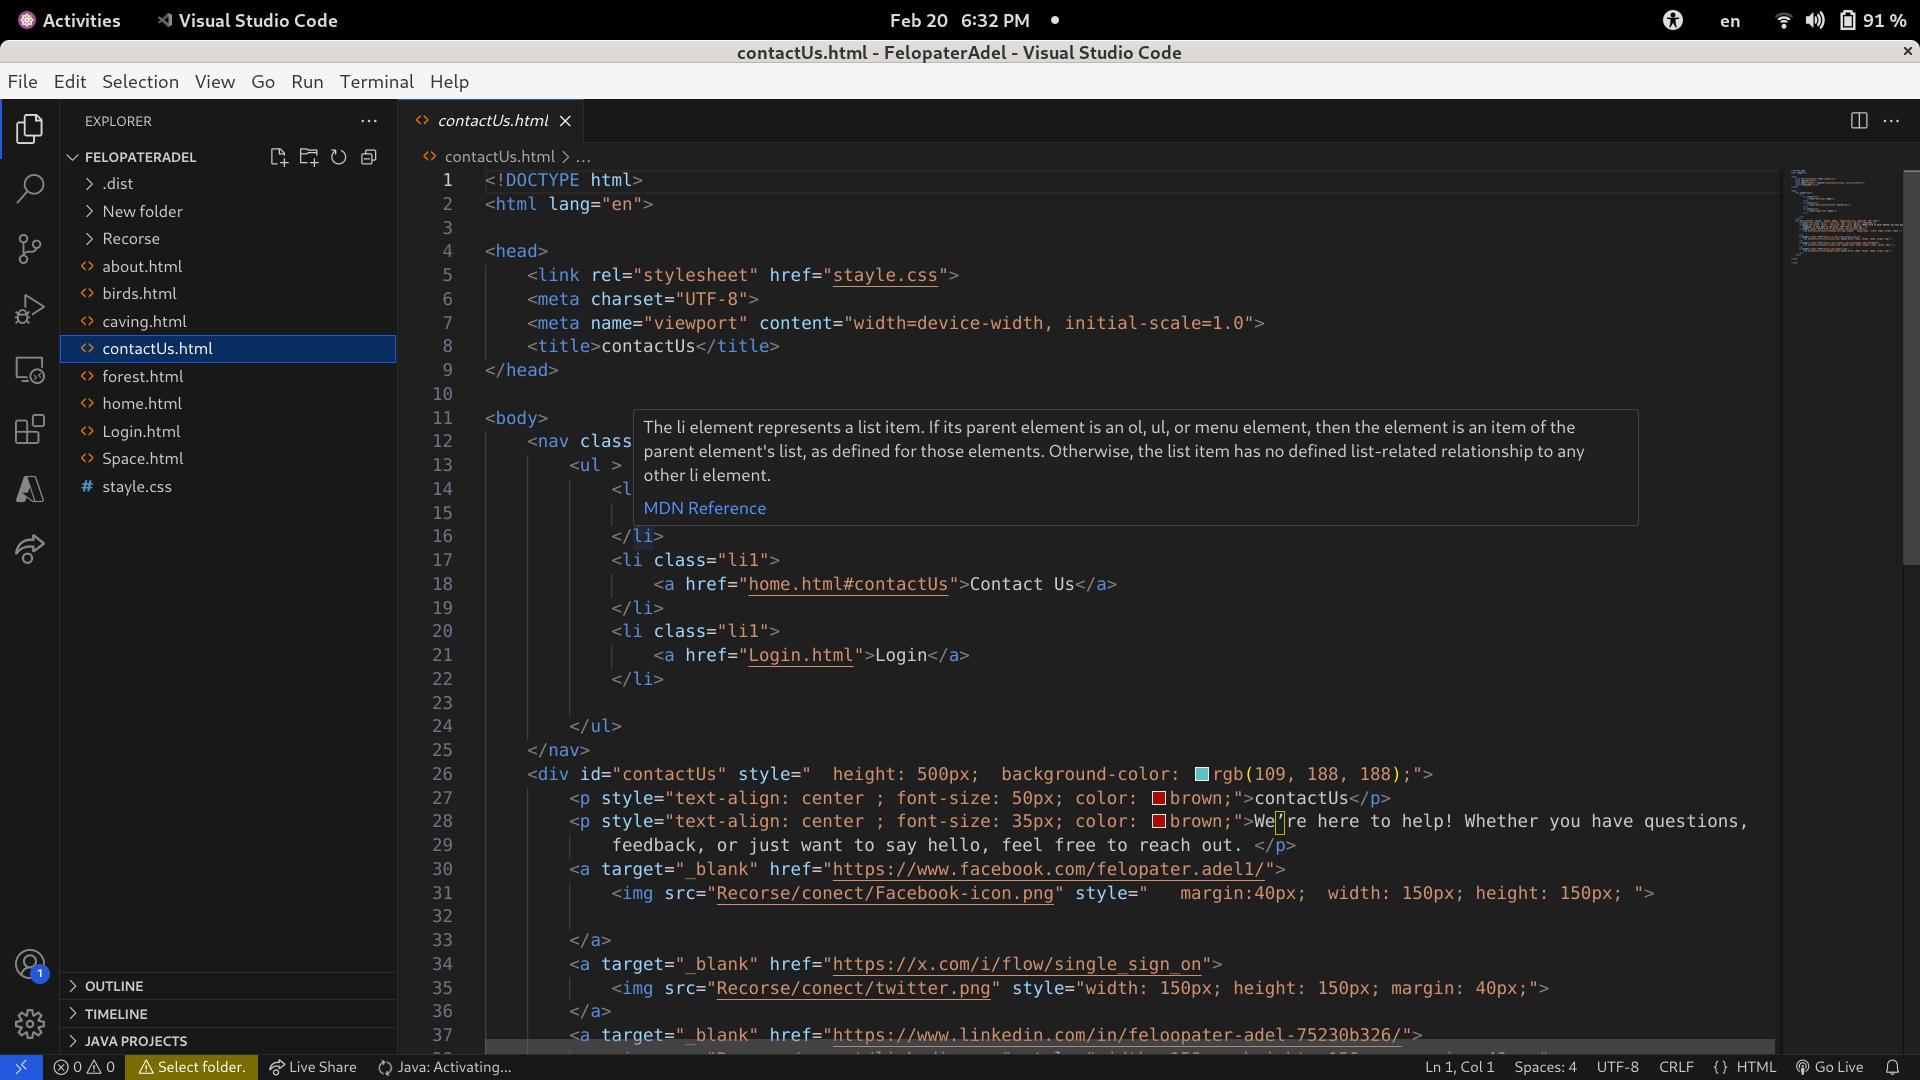 Activities
Visual Studio Code
Feb 20 6:32 PM
en
91 %
contactUs.html - FelopaterAdel - Visual Studio Code
File Edit Selection View Go Run Terminal Help
EXPLORER
FELOPATERADEL
.dist
New folder
Recorse
about.html
birds.html
caving.html
contactUs.html
forest.html
home.html
Login.html
Space.html
# stayle.css
OUTLINE
TIMELINE
JAVA PROJECTS
1
contactUs.html
contactUs.html > ...
1 <!DOCTYPE html>
2 <html lang="en">
3
4 <head>
5 <link rel="stylesheet" href="stayle.css">
6 <meta charset="UTF-8">
7 <meta name="viewport" content="width=device-width, initial-scale=1.0">
8 <title>contactUs</title>
9 </head>
10
11 <body>
12 <nav class
13 <ul >
14 <l
15
The li element represents a list item. If its parent element is an ol, ul, or menu element, then the element is an item of the
parent element's list, as defined for those elements. Otherwise, the list item has no defined list-related relationship to any
other li element.
MDN Reference
16 </li>
17 <li class="li1">
18 <a href="home.html#contactUs">Contact Us</a>
19 </li>
20 <li class="li1">
21 <a href="Login.html">Login</a>
22 </li>
23
24 </ul>
25 </nav>
26 <div id="contactUs" style="  height: 500px;  background-color: rgb(109, 188, 188);">
27 <p style="text-align: center ; font-size: 50px; color: brown;">contactUs</p>
28 <p style="text-align: center ; font-size: 35px; color: brown;">We’re here to help! Whether you have questions,
29 feedback, or just want to say hello, feel free to reach out. </p>
30 <a target="_blank" href="https://www.facebook.com/felopater.adel1/">
31 <img src="Recorse/conect/Facebook-icon.png" style="   margin:40px;  width: 150px; height: 150px; ">
32
33 </a>
34 <a target="_blank" href="https://x.com/i/flow/single_sign_on">
35 <img src="Recorse/conect/twitter.png" style="width: 150px; height: 150px; margin: 40px;">
36 </a>
37 <a target="_blank" href="https://www.linkedin.com/in/feloopater-adel-75230b326/">
0 0
Select folder.
Live Share
Java: Activating...
Ln 1, Col 1
Spaces: 4
UTF-8
CRLF
{ } HTML
Go Live